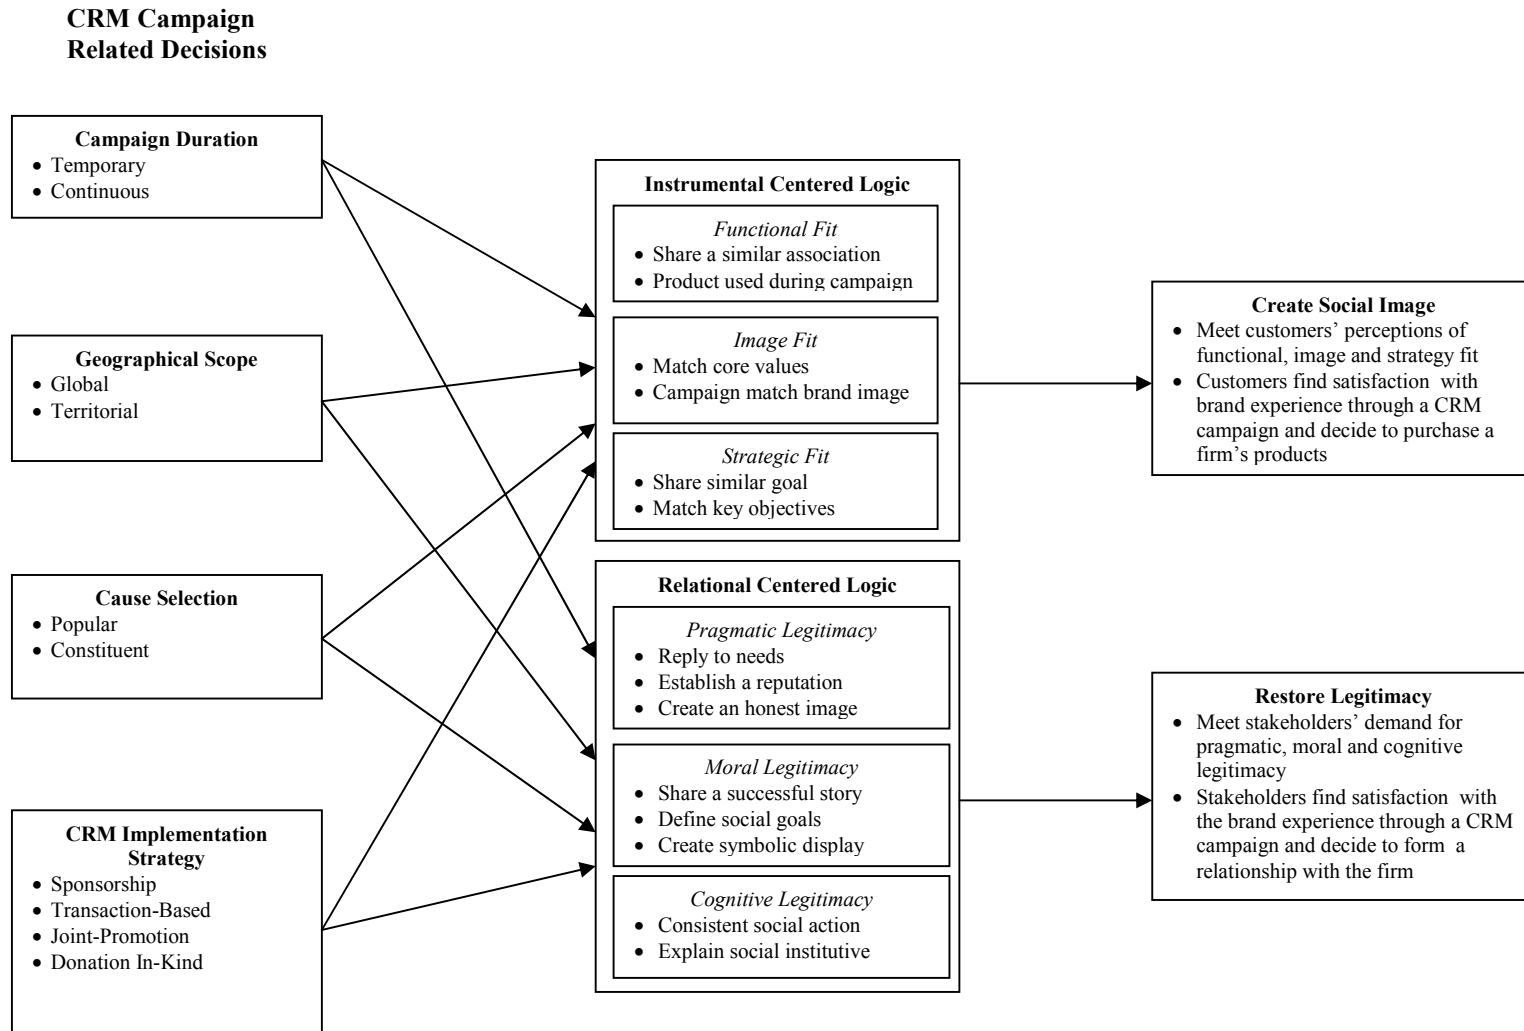 CRM Campaign
Related Decisions
Campaign Duration
• Temporary
• Continuous
Geographical Scope
• Global
• Territorial
Cause Selection
• Popular
• Constituent
CRM Implementation
Strategy
• Sponsorship
• Transaction-Based
• Joint-Promotion
• Donation In-Kind
Instrumental Centered Logic
Functional Fit
• Share a similar association
• Product used during campaign
Image Fit
• Match core values
• Campaign match brand image
Strategic Fit
• Share similar goal
• Match key objectives
Relational Centered Logic
Pragmatic Legitimacy
• Reply to needs
• Establish a reputation
• Create an honest image
Moral Legitimacy
• Share a successful story
• Define social goals
• Create symbolic display
Cognitive Legitimacy
• Consistent social action
• Explain social institutive
Create Social Image
• Meet customers’ perceptions of
functional, image and strategy fit
• Customers find satisfaction with
brand experience through a CRM
campaign and decide to purchase a
firm’s products
Restore Legitimacy
• Meet stakeholders’ demand for
pragmatic, moral and cognitive
legitimacy
• Stakeholders find satisfaction with
the brand experience through a CRM
campaign and decide to form a
relationship with the firm